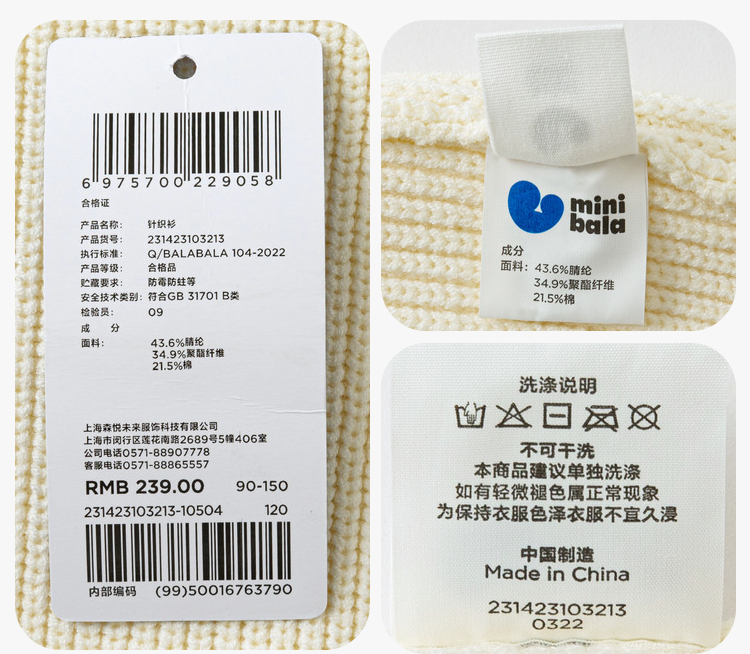 6 975700 229058
合格证
产品名称: 针织衫
产品货号: 231423103213
执行标准: Q/BALABALA 104-2022
产品等级: 合格品
贮藏要求: 防霉防蛀等
安全技术类别: 符合GB 31701 B类
检验员: 09
成 分
面料: 43.6%腈纶
34.9%聚酯纤维
21.5%棉
上海森悦未来服饰科技有限公司
上海市闵行区莲花南路2689号5幢406室
公司电话0571-88907778
客服电话0571-88865557
RMB 239.00 90-150
231423103213-10504 120
内部编码 (99)50016763790
mini
bala
成分
面料: 43.6%腈纶
34.9%聚酯纤维
21.5%棉
洗涤说明
不可干洗
本商品建议单独洗涤
如有轻微褪色属正常现象
为保持衣服色泽衣服不宜久浸
中国制造
Made in China
231423103213
0322